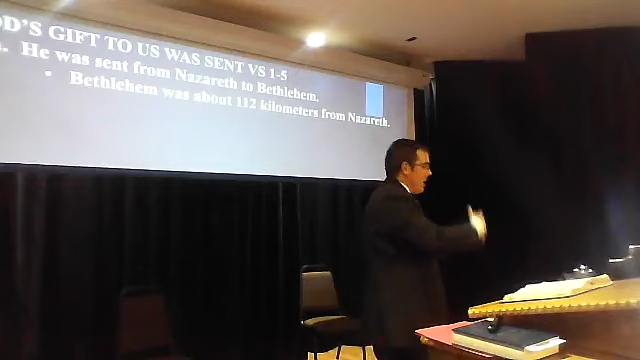 OD'S GIFT TO US WAS SENT VS 1-5
. He was sent from Nazareth to Bethlehem.
• Bethlehem was about 112 kilometers from Nazareth.